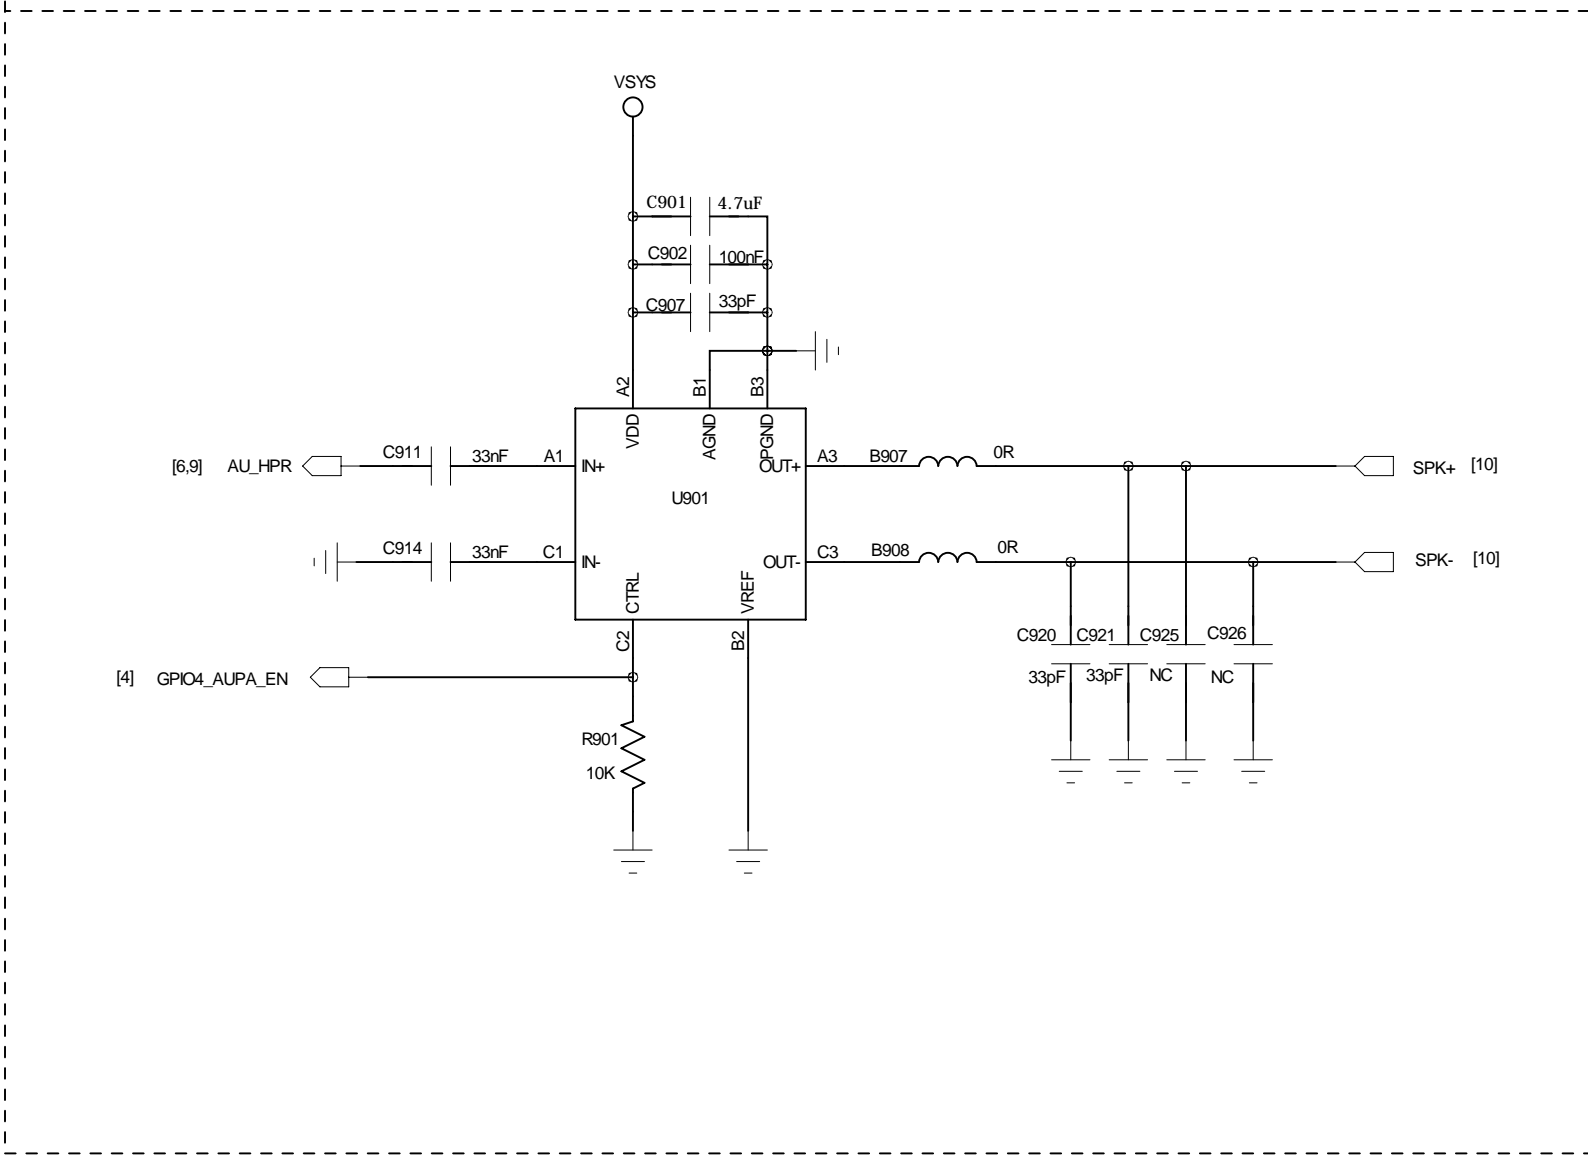 VSYS
C901 4.7uF
C902 100nF
C907 33pF
A2 B1 B3
VDD AGND PGND
[6,9] AU_HPR C911 33nF A1 IN+ OUT+ A3 B907 0R SPK+ [10]
U901
C914 33nF C1 IN- OUT- C3 B908 0R SPK- [10]
CTRL VREF
C2 B2
C920 C921 C925 C926
33pF 33pF NC NC
[4] GPIO4_AUPA_EN
R901
10K